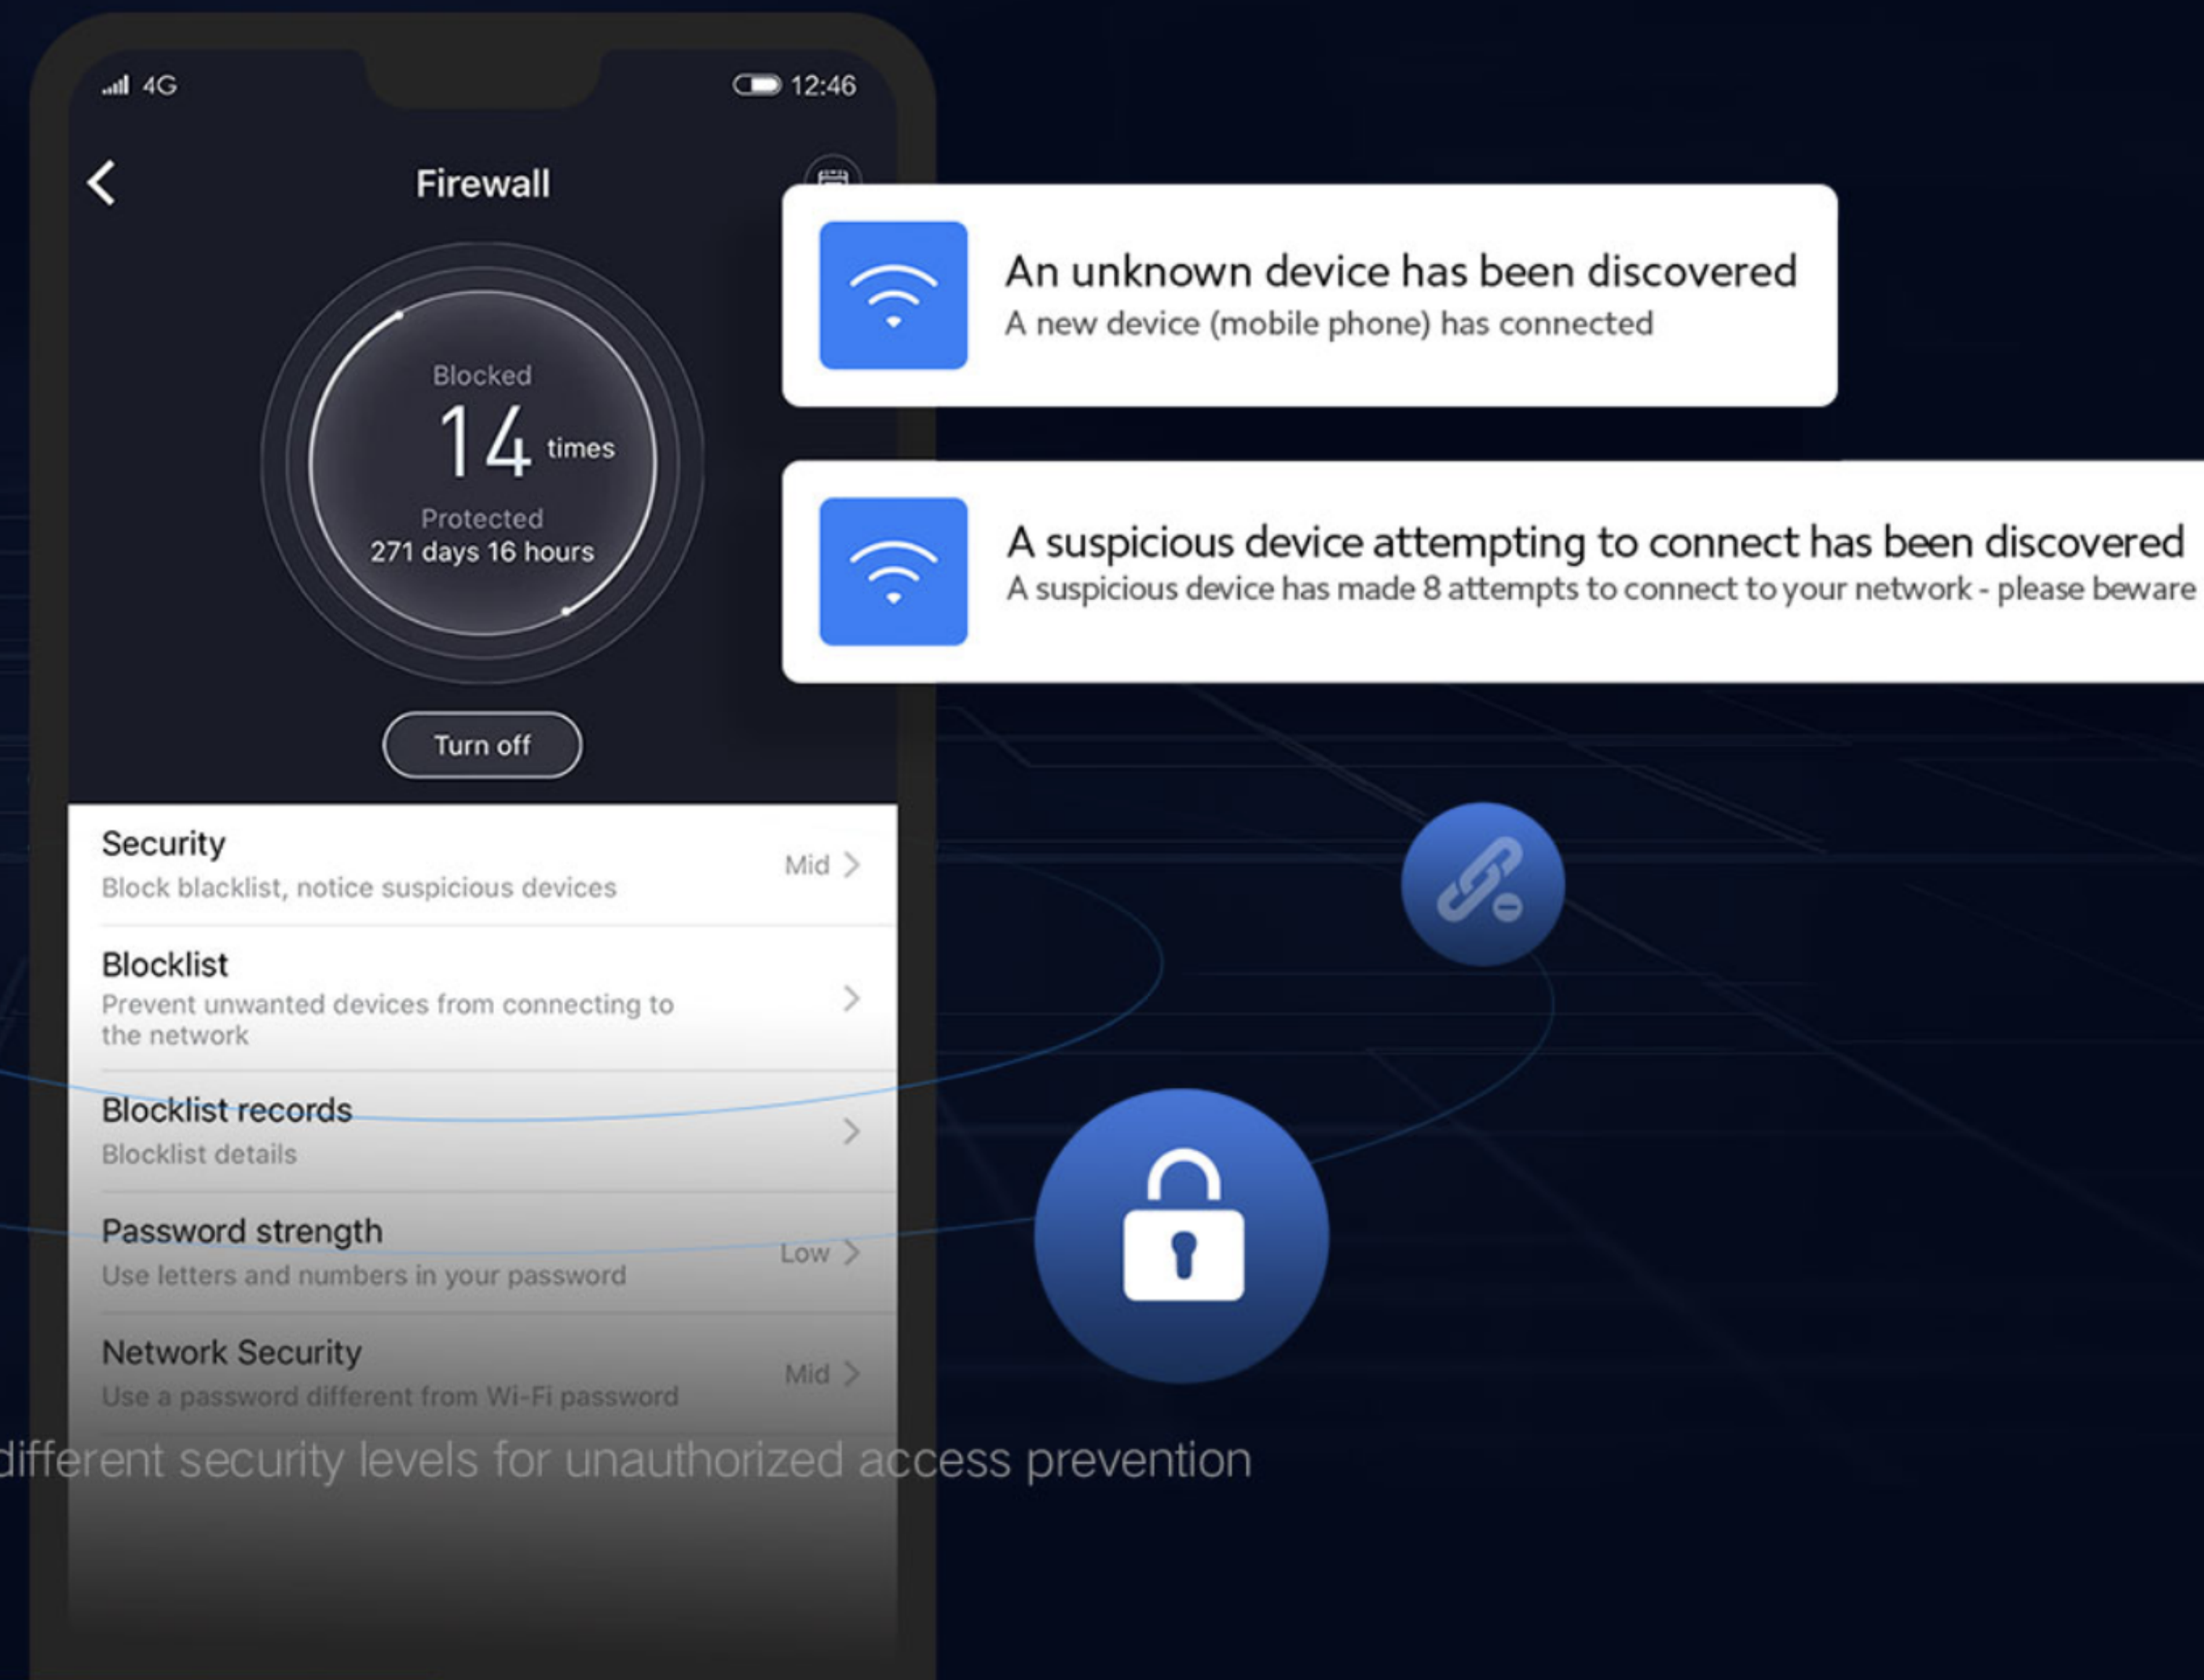 4G
12:46
Firewall
An unknown device has been discovered
A new device (mobile phone) has connected
Blocked
14 times
Protected
271 days 16 hours
A suspicious device attempting to connect has been discovered
A suspicious device has made 8 attempts to connect to your network - please beware
Turn off
Security
Mid
Block blacklist, notice suspicious devices
Blocklist
Prevent unwanted devices from connecting to
the network
Blocklist records
Blocklist details
Password strength
Low
Use letters and numbers in your password
Network Security
Mid
Use a password different from Wi-Fi password
different security levels for unauthorized access prevention